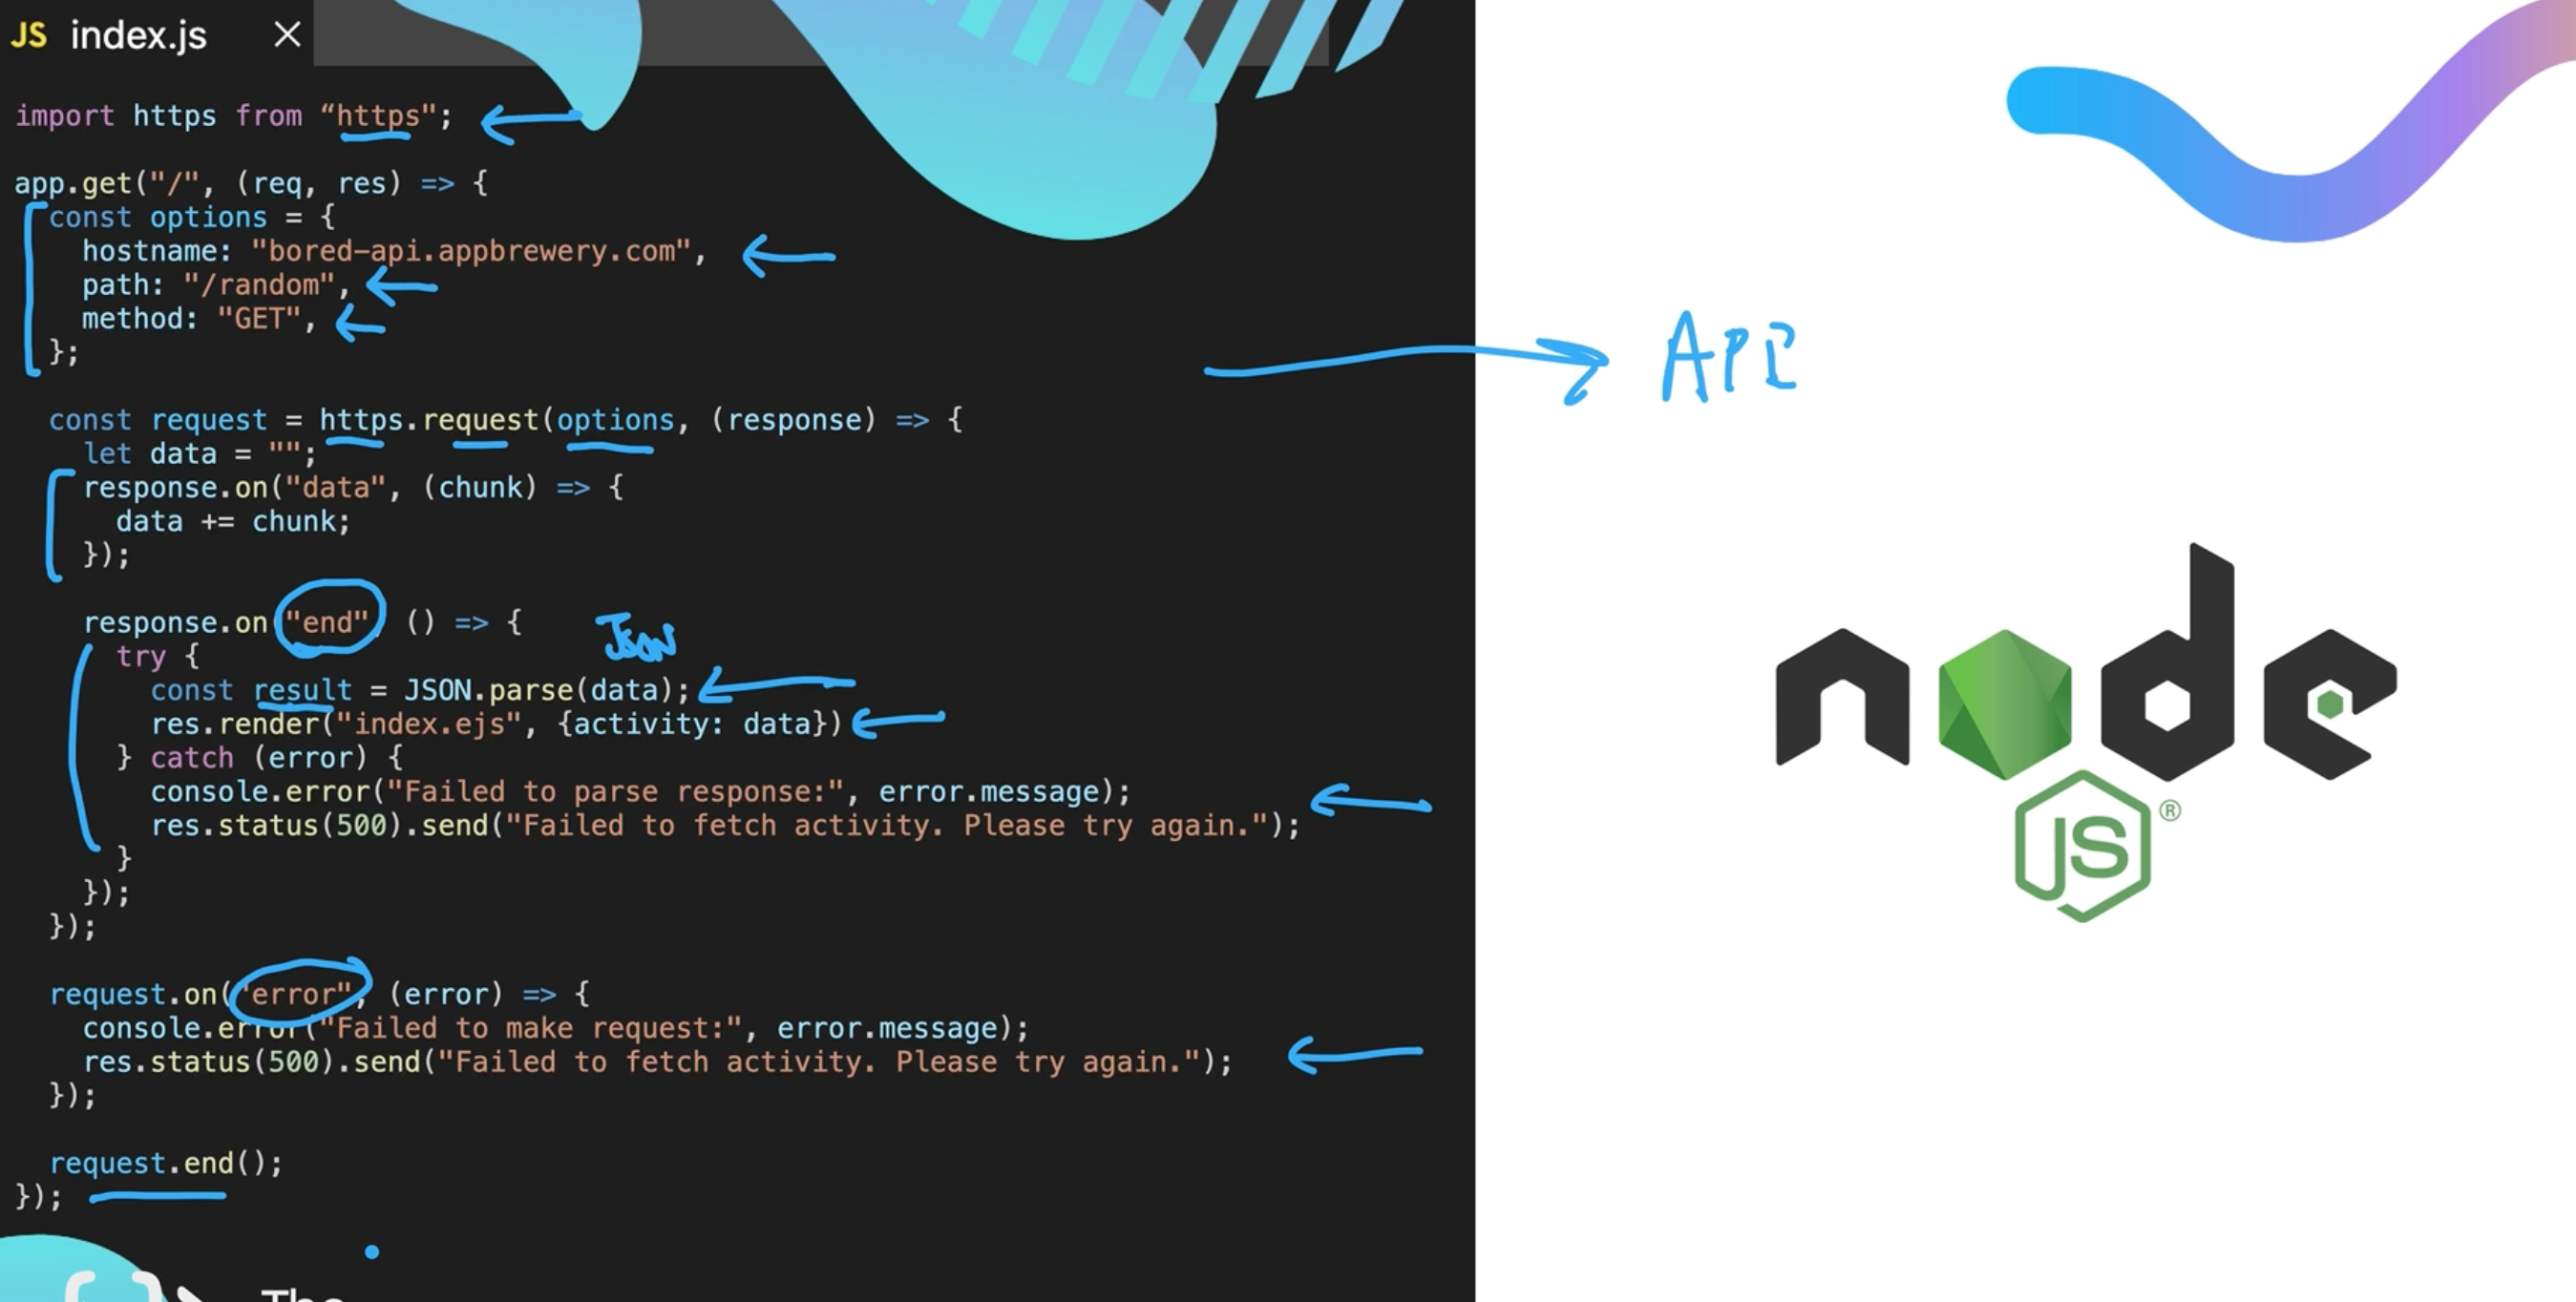 JS index.js ×
import https from “https";
app.get("/", (req, res) => {
  const options = {
    hostname: "bored-api.appbrewery.com",
    path: "/random",
    method: "GET",
  };
API
  const request = https.request(options, (response) => {
    let data = "";
    response.on("data", (chunk) => {
      data += chunk;
    });
    response.on "end" () => {
JSON
      try {
        const result = JSON.parse(data);
        res.render("index.ejs", {activity: data})
      } catch (error) {
        console.error("Failed to parse response:", error.message);
        res.status(500).send("Failed to fetch activity. Please try again.");
      }
    });
  });
node
JS®
  request.on("error", (error) => {
    console.error("Failed to make request:", error.message);
    res.status(500).send("Failed to fetch activity. Please try again.");
  });
  request.end();
});
The